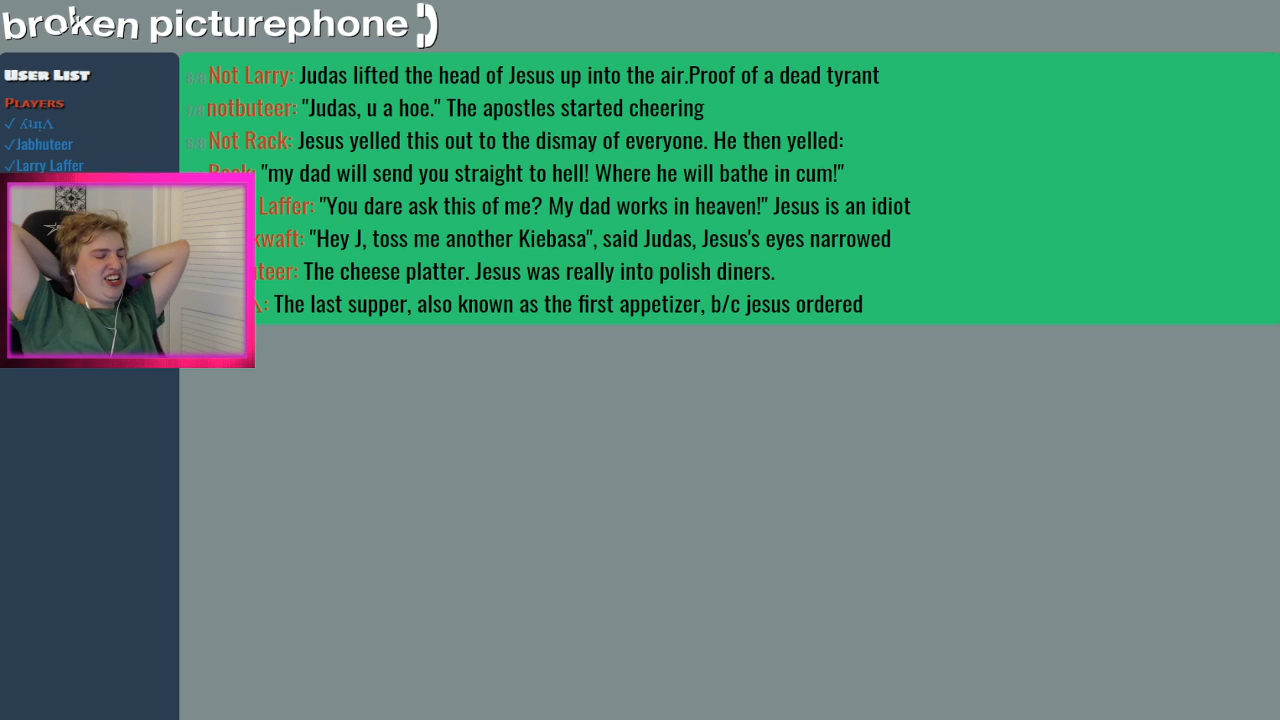 broken picturephone
User List
Players
✓Jabhuteer
✓Larry Laffer
Not Larry: Judas lifted the head of Jesus up into the air.Proof of a dead tyrant
notbuteer: "Judas, u a hoe." The apostles started cheering
Not Rack: Jesus yelled this out to the dismay of everyone. He then yelled:
Rack: "my dad will send you straight to hell! Where he will bathe in cum!"
Laffer: "You dare ask this of me? My dad works in heaven!" Jesus is an idiot
kwaft: "Hey J, toss me another Kiebasa", said Judas, Jesus's eyes narrowed
teer: The cheese platter. Jesus was really into polish diners.
The last supper, also known as the first appetizer, b/c jesus ordered